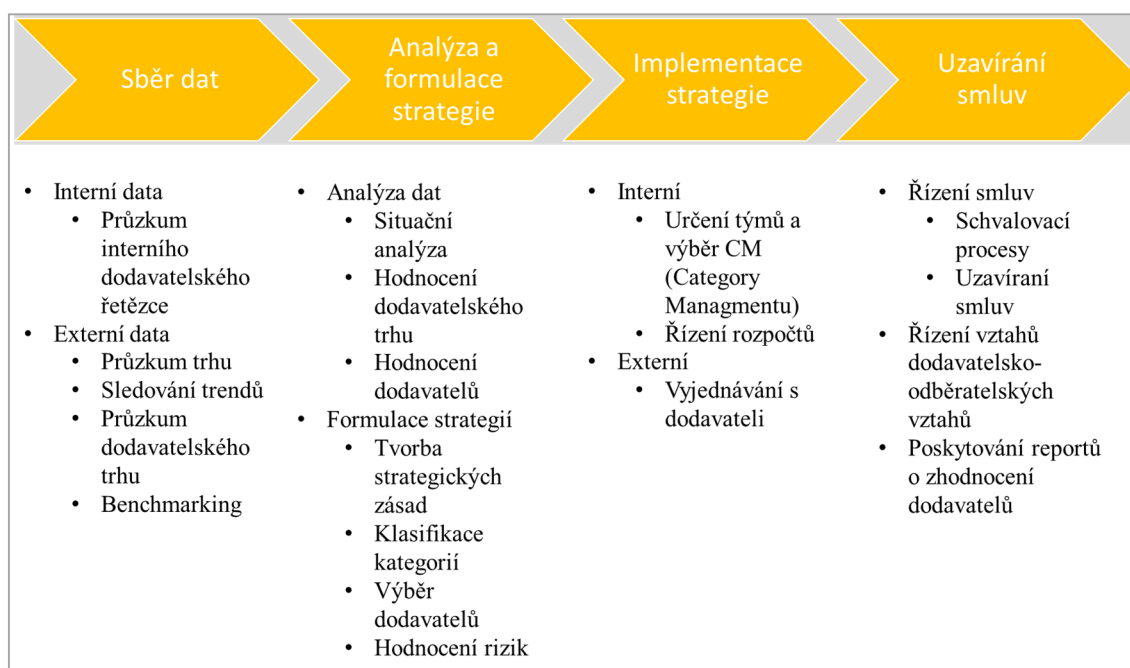 Sběr dat
Analýza a
formulace
strategie
Implementace
strategie
Uzavírání
smluv
• Interní data
• Průzkum
interního
dodavatelského
řetězce
• Externí data
• Průzkum trhu
• Sledování trendů
• Průzkum
dodavatelského
trhu
• Benchmarking
• Analýza dat
• Situační
analýza
• Hodnocení
dodavatelského
trhu
• Hodnocení
dodavatelů
• Formulace strategií
• Tvorba
strategických
zásad
• Klasifikace
kategorií
• Výběr
dodavatelů
• Hodnocení rizik
• Interní
• Určení týmů a
výběr CM
(Category
Managmentu)
• Řízení rozpočtů
• Externí
• Vyjednávání s
dodavateli
• Řízení smluv
• Schvalovací
procesy
• Uzavíraní
smluv
• Řízení vztahů
dodavatelsko-
odběratelských
vztahů
• Poskytování reportů
o zhodnocení
dodavatelů